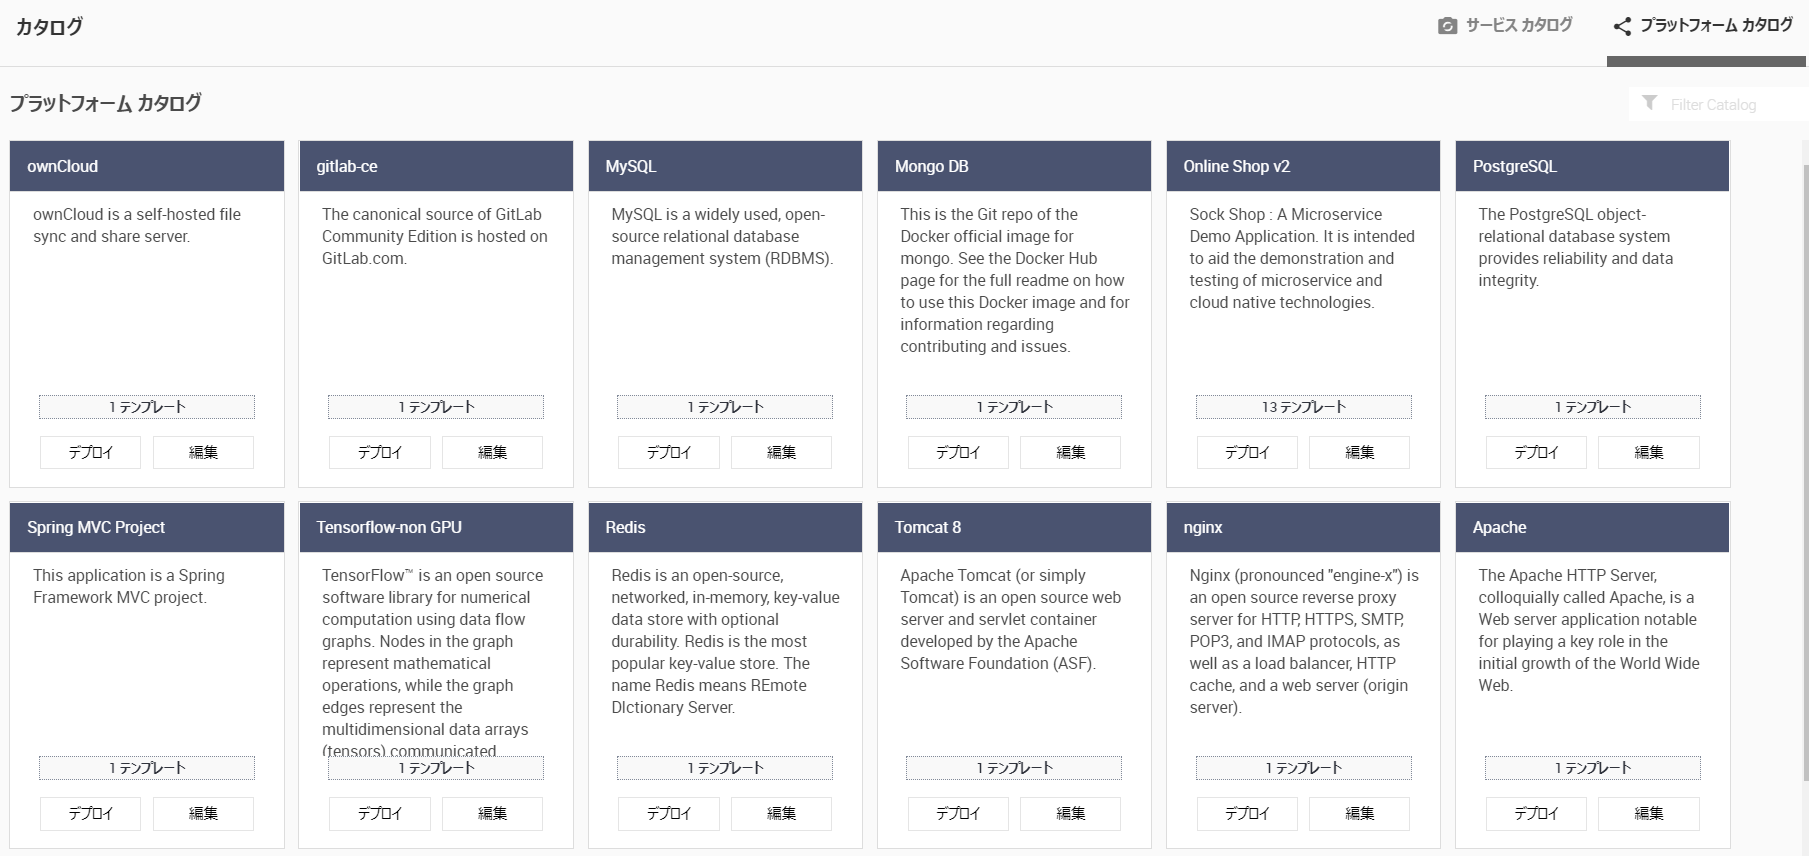 カタログ
サービス カタログ
プラットフォーム カタログ
プラットフォーム カタログ
Filter Catalog
ownCloud
ownCloud is a self-hosted file
sync and share server.
1 テンプレート
デプロイ
編集
gitlab-ce
The canonical source of GitLab
Community Edition is hosted on
GitLab.com.
1 テンプレート
デプロイ
編集
MySQL
MySQL is a widely used, open-
source relational database
management system (RDBMS).
1 テンプレート
デプロイ
編集
Mongo DB
This is the Git repo of the
Docker official image for
mongo. See the Docker Hub
page for the full readme on how
to use this Docker image and for
information regarding
contributing and issues.
1 テンプレート
デプロイ
編集
Online Shop v2
Sock Shop : A Microservice
Demo Application. It is intended
to aid the demonstration and
testing of microservice and
cloud native technologies.
13 テンプレート
デプロイ
編集
PostgreSQL
The PostgreSQL object-
relational database system
provides reliability and data
integrity.
1 テンプレート
デプロイ
編集
Spring MVC Project
This application is a Spring
Framework MVC project.
1 テンプレート
デプロイ
編集
Tensorflow-non GPU
TensorFlow™ is an open source
software library for numerical
computation using data flow
graphs. Nodes in the graph
represent mathematical
operations, while the graph
edges represent the
multidimensional data arrays
(tensors) communicated
1 テンプレート
デプロイ
編集
Redis
Redis is an open-source,
networked, in-memory, key-value
data store with optional
durability. Redis is the most
popular key-value store. The
name Redis means REmote
DIctionary Server.
1 テンプレート
デプロイ
編集
Tomcat 8
Apache Tomcat (or simply
Tomcat) is an open source web
server and servlet container
developed by the Apache
Software Foundation (ASF).
1 テンプレート
デプロイ
編集
nginx
Nginx (pronounced "engine-x") is
an open source reverse proxy
server for HTTP, HTTPS, SMTP,
POP3, and IMAP protocols, as
well as a load balancer, HTTP
cache, and a web server (origin
server).
1 テンプレート
デプロイ
編集
Apache
The Apache HTTP Server,
colloquially called Apache, is a
Web server application notable
for playing a key role in the
initial growth of the World Wide
Web.
1 テンプレート
デプロイ
編集